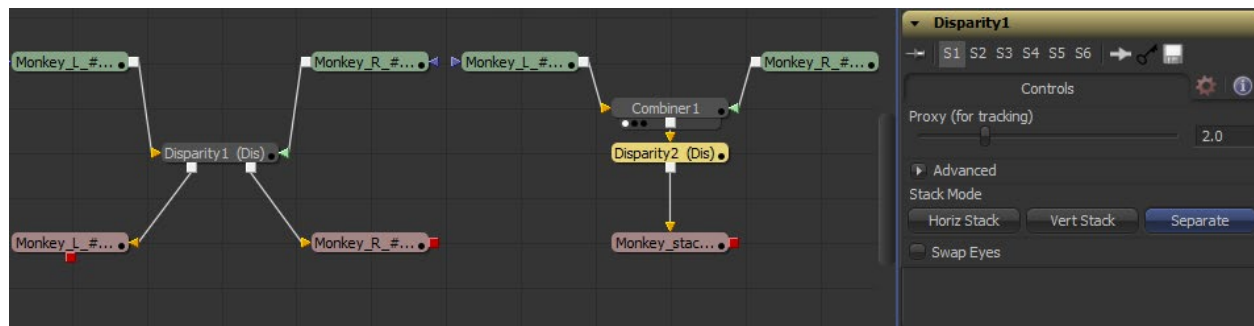 Monkey_L_#...
Monkey_R_#...
Monkey_L_#...
Monkey_R_#...
Combiner1
Disparity1 (Dis)
Disparity2 (Dis)
Monkey_L_#...
Monkey_R_#...
Monkey_stac...
Disparity1
S1 S2 S3 S4 S5 S6
Controls
Proxy (for tracking)
2.0
Advanced
Stack Mode
Horiz Stack Vert Stack Separate
Swap Eyes